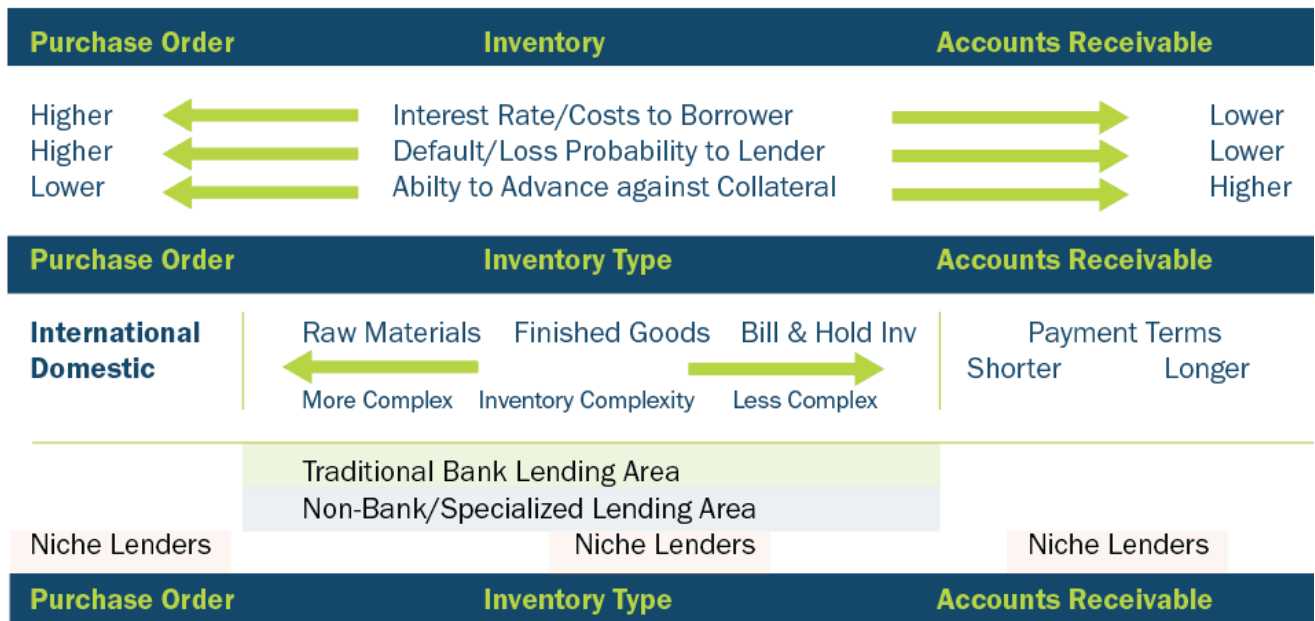 Purchase Order Inventory Accounts Receivable
Higher Interest Rate/Costs to Borrower Lower
Higher Default/Loss Probability to Lender Lower
Lower Abilty to Advance against Collateral Higher
Purchase Order Inventory Type Accounts Receivable
International Raw Materials Finished Goods Bill & Hold Inv Payment Terms
Domestic Shorter Longer
More Complex Inventory Complexity Less Complex
Traditional Bank Lending Area
Non-Bank/Specialized Lending Area
Niche Lenders Niche Lenders Niche Lenders
Purchase Order Inventory Type Accounts Receivable